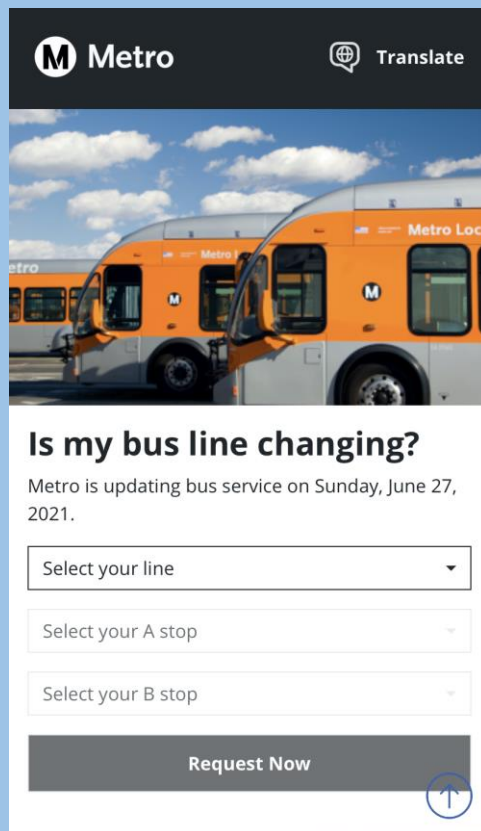 M Metro
Translate
etro
Metro L
Metro Loc
M
M
Is my bus line changing?
Metro is updating bus service on Sunday, June 27,
2021.
Select your line
Select your A stop
Select your B stop
Request Now